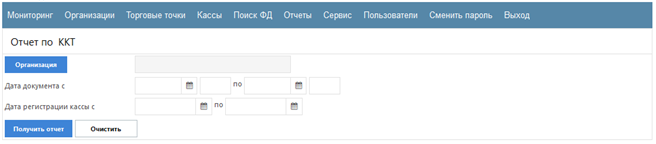 Мониторинг Организации Торговые точки Кассы Поиск ФД Отчеты Сервис Пользователи Сменить пароль Выход
Отчет по ККТ
Организация
Дата документа с по
Дата регистрации кассы с по
Получить отчет Очистить